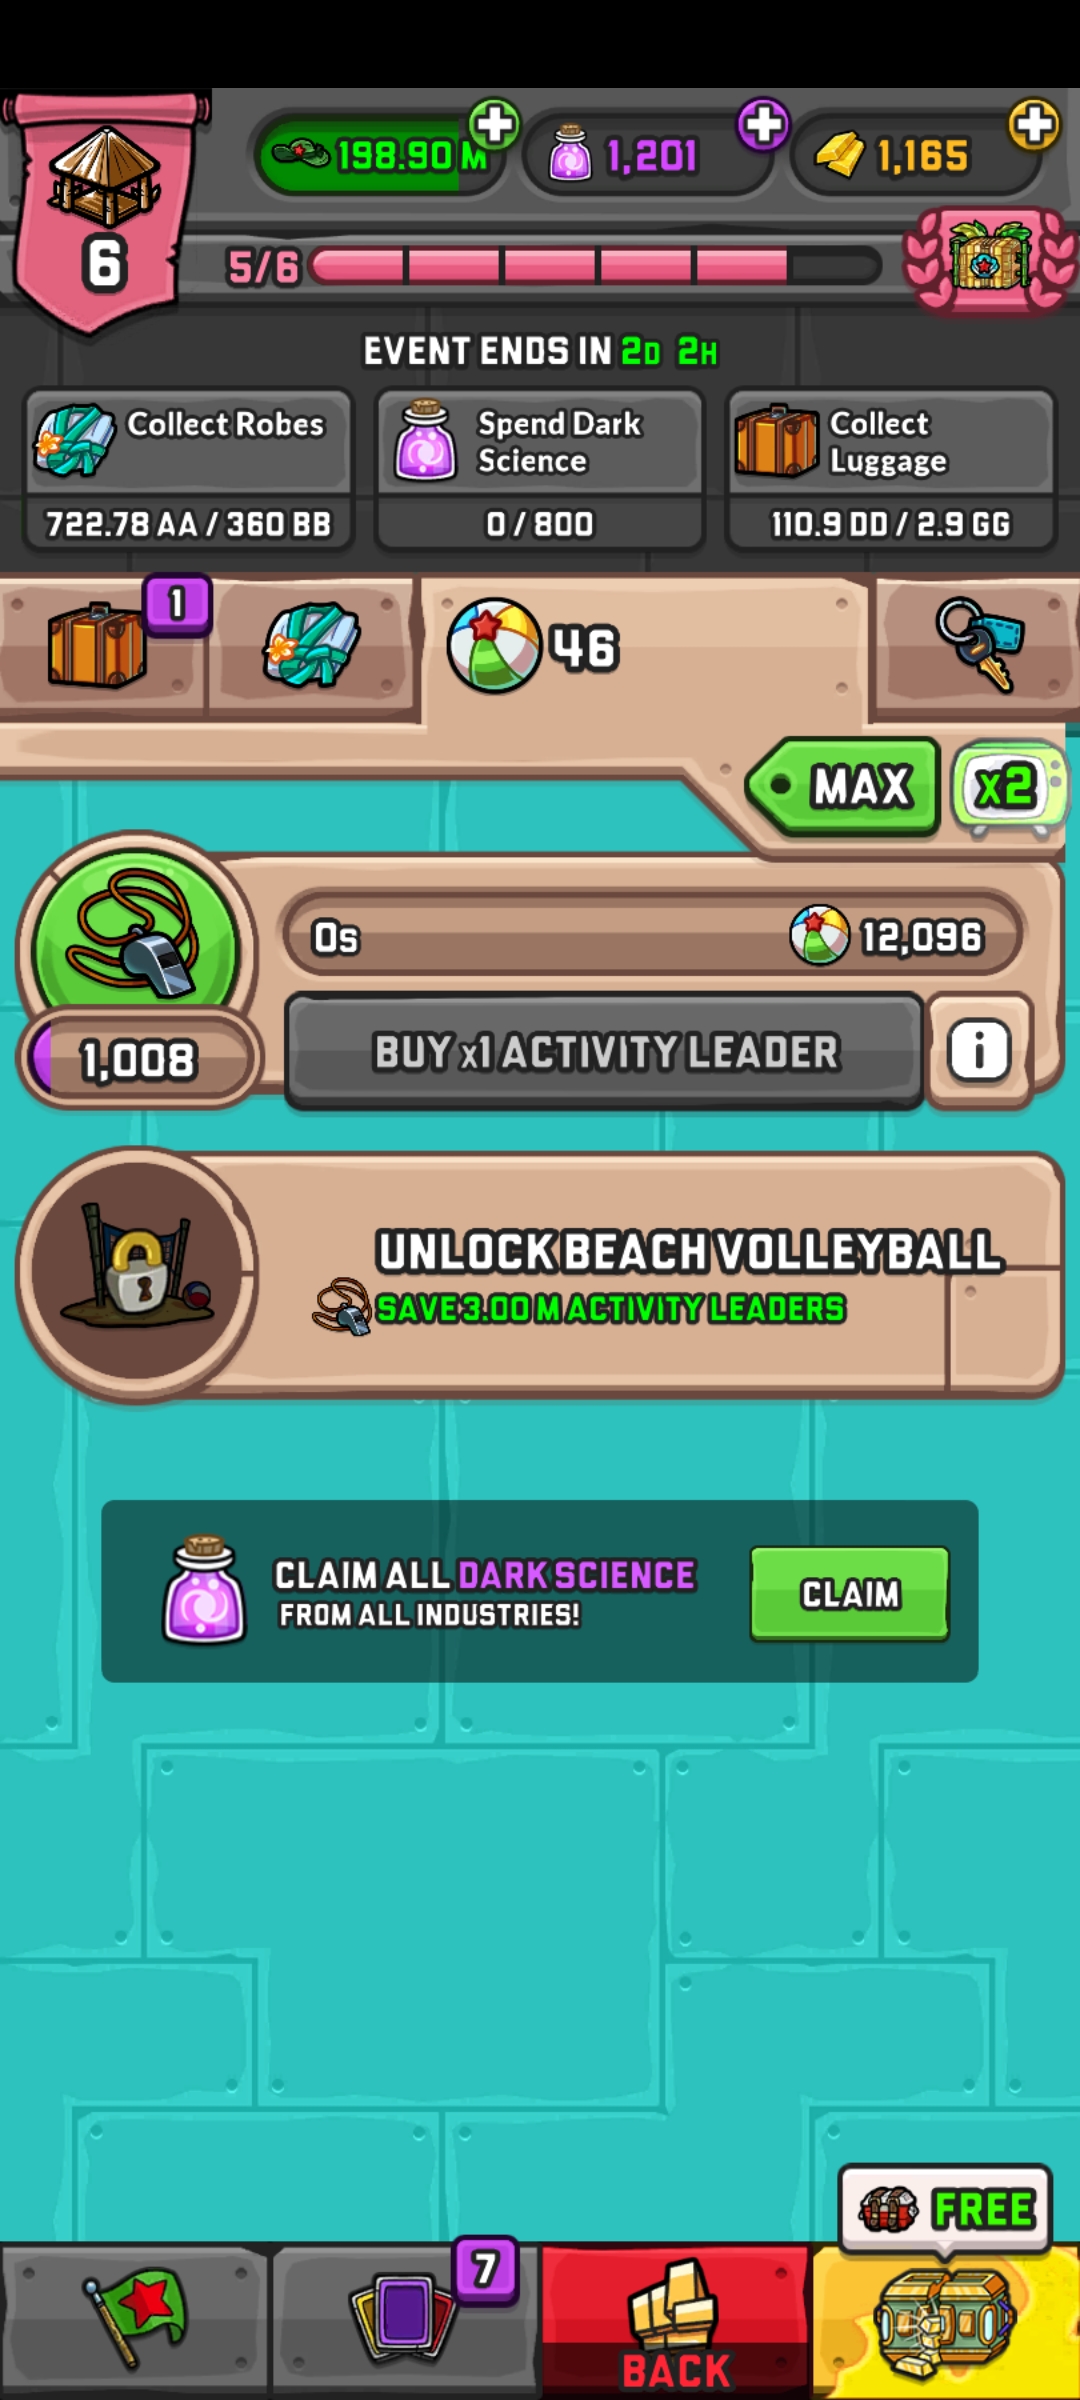 198.90 M
1,201
1,165
6
5/6
EVENT ENDS IN 2D 2H
Collect Robes
722.78 AA / 360 BB
Spend Dark
Science
0 / 800
Collect
Luggage
110.9 DD / 2.9 GG
1
46
MAX
x2
0s
12,096
1,008
BUY x1 ACTIVITY LEADER
i
UNLOCK BEACH VOLLEYBALL
SAVE 3.00 M ACTIVITY LEADERS
CLAIM ALL DARK SCIENCE
FROM ALL INDUSTRIES!
CLAIM
FREE
7
BACK